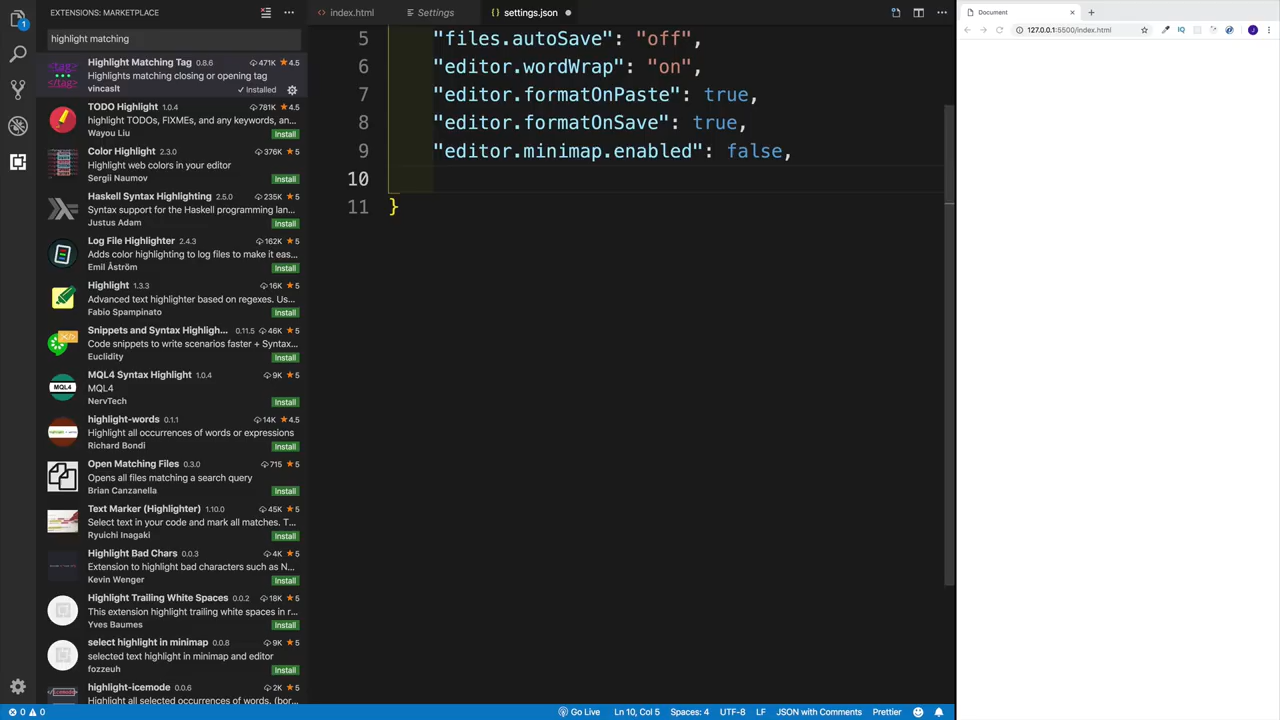 EXTENSIONS: MARKETPLACE
highlight matching
Highlight Matching Tag 0.8.6 471K 4.5
Highlights matching closing or opening tag
vincaslt Installed
TODO Highlight 1.0.4 781K 4.5
highlight TODOs, FIXMEs, and any keywords, an...
Wayou Liu Install
Color Highlight 2.3.0 376K 5
Highlight web colors in your editor
Sergii Naumov Install
Haskell Syntax Highlighting 2.5.0 235K 5
Syntax support for the Haskell programming lan...
Justus Adam Install
Log File Highlighter 2.4.3 162K 5
Adds color highlighting to log files to make it eas...
Emil Åström Install
Highlight 1.3.3 16K 5
Advanced text highlighter based on regexes. Us...
Fabio Spampinato Install
Snippets and Syntax Highligh... 0.11.5 46K 5
Code snippets to write scenarios faster + Syntax...
Euclidity Install
MQL4 Syntax Highlight 1.0.4 9K 5
MQL4
NervTech Install
highlight-words 0.1.1 14K 4.5
Highlight all occurrences of words or expressions
Richard Bondi Install
Open Matching Files 0.3.0 715 5
Opens all files matching a search query
Brian Canzanella Install
Text Marker (Highlighter) 1.10.0 45K 5
Select text in your code and mark all matches. T...
Ryuichi Inagaki Install
Highlight Bad Chars 0.0.3 4K 5
Extension to highlight bad characters such as N...
Kevin Wenger Install
Highlight Trailing White Spaces 0.0.2 18K 5
This extension highlight trailing white spaces in r...
Yves Baumes Install
select highlight in minimap 0.0.8 9K 5
selected text highlight in minimap and editor
fozzeuh Install
highlight-icemode 0.0.6 2K 5
Highlight all selected occurrences of words. (bor...
Install
index.html Settings settings.json
5 "files.autoSave": "off",
6 "editor.wordWrap": "on",
7 "editor.formatOnPaste": true,
8 "editor.formatOnSave": true,
9 "editor.minimap.enabled": false,
10
11 }
0 0 Go Live Ln 10, Col 5 Spaces: 4 UTF-8 LF JSON with Comments Prettier
Document
127.0.0.1:5500/index.html